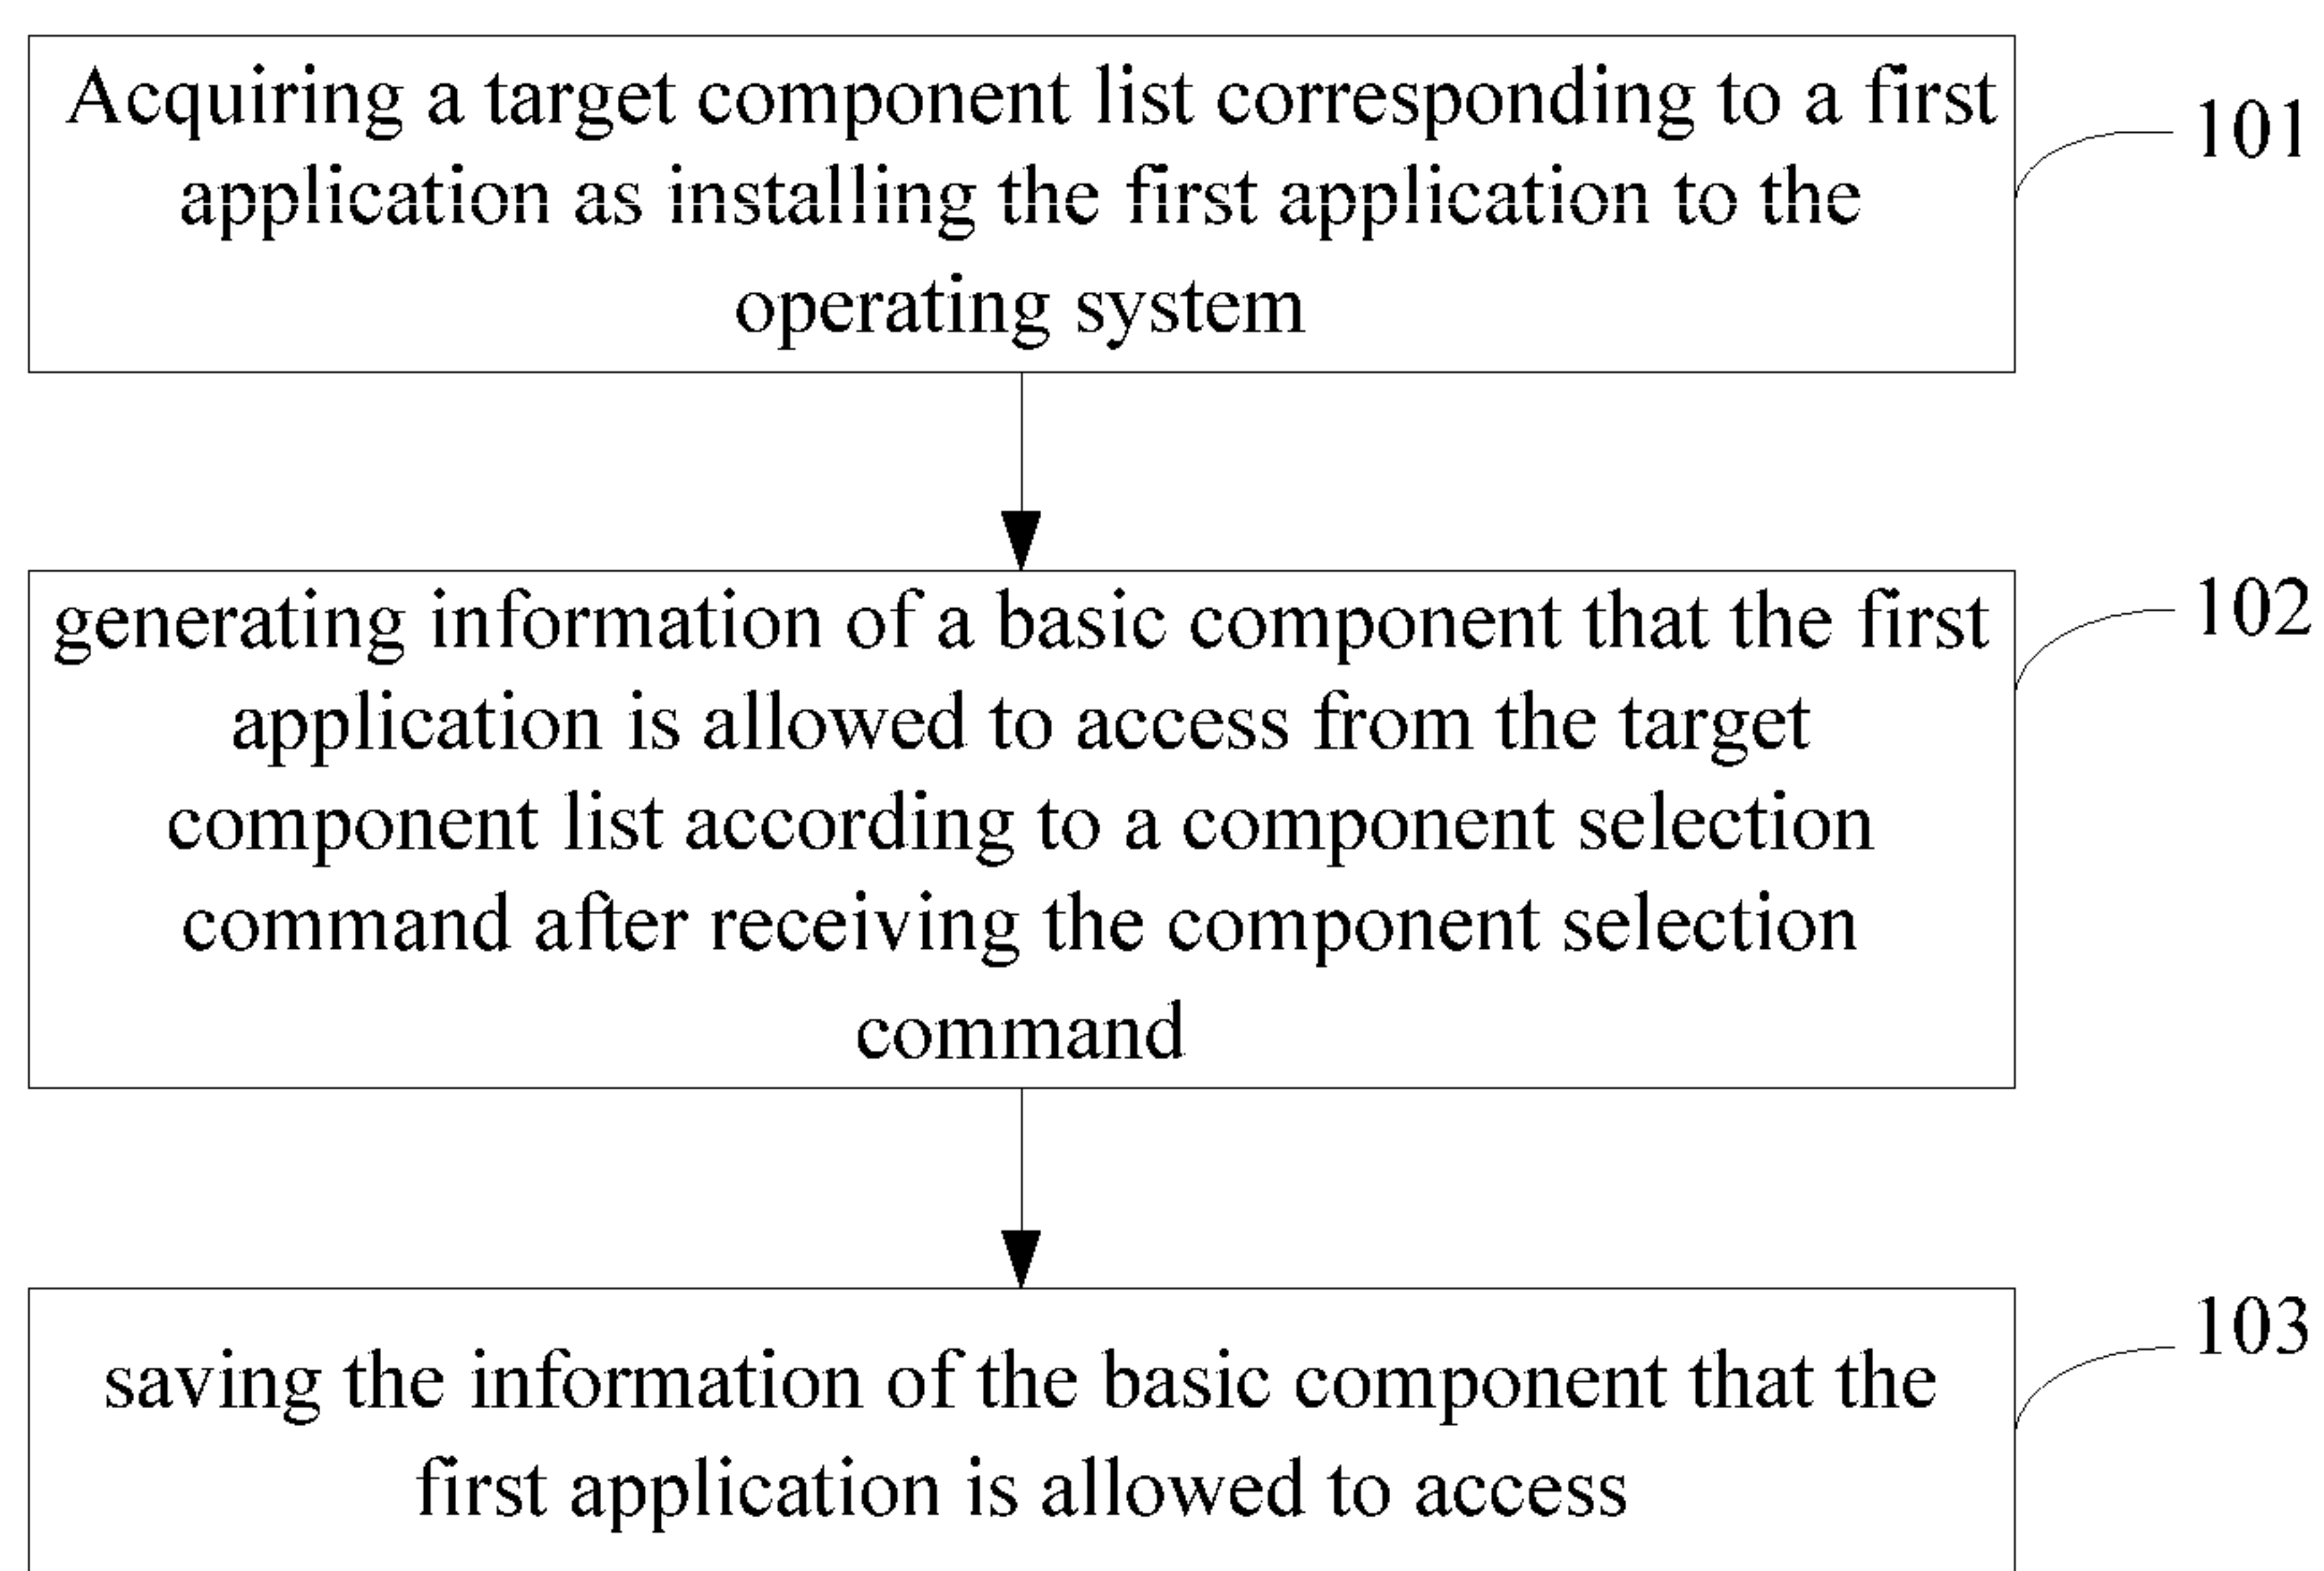 Acquiring a target component list corresponding to a first
application as installing the first application to the
operating system
101
generating information of a basic component that the first
application is allowed to access from the target
component list according to a component selection
command after receiving the component selection
command
102
saving the information of the basic component that the
first application is allowed to access
103